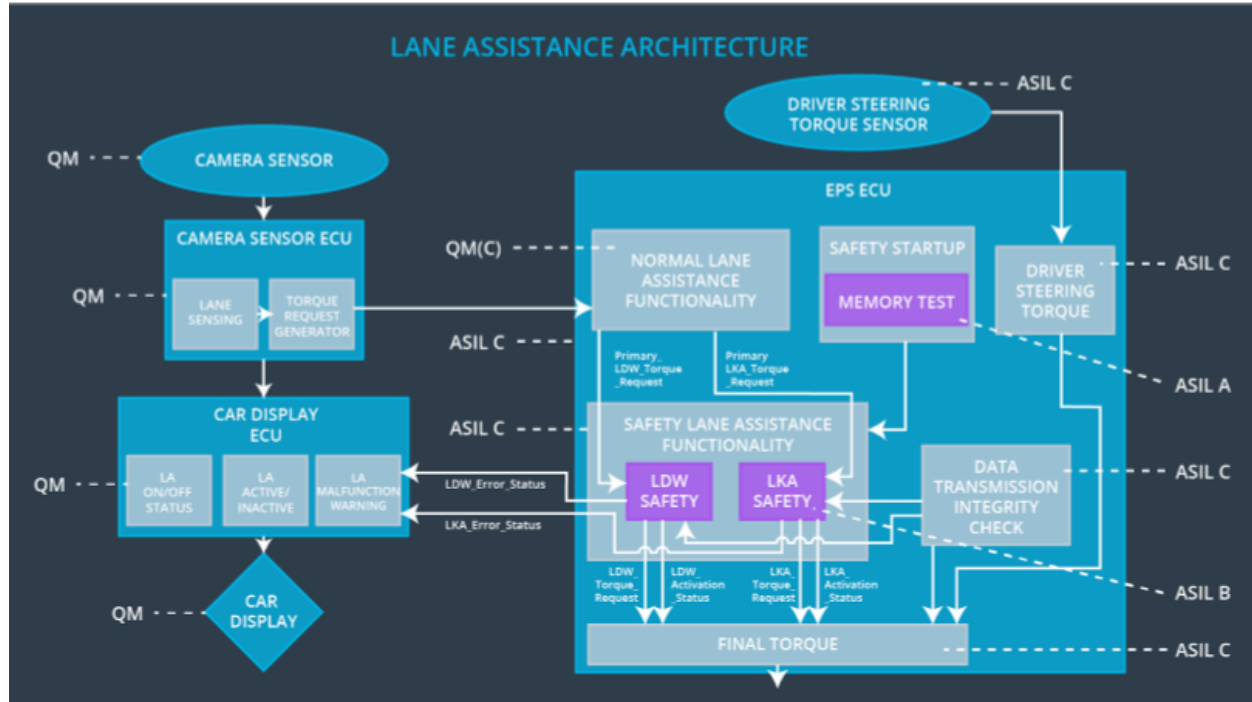 LANE ASSISTANCE ARCHITECTURE
ASIL C
DRIVER STEERING
TORQUE SENSOR
QM
CAMERA SENSOR
EPS ECU
CAMERA SENSOR ECU
QM
LANE
SENSING
TORQUE
REQUEST
GENERATOR
QM(C)
NORMAL LANE
ASSISTANCE
FUNCTIONALITY
SAFETY STARTUP
MEMORY TEST
DRIVER
STEERING
TORQUE
ASIL C
ASIL C
ASIL A
Primary_
LDW_Torque
_Request
Primary
LKA_Torque
_Request
CAR DISPLAY
ECU
QM
LA
ON/OFF
STATUS
LA
ACTIVE/
INACTIVE
LA
MALFUNCTION
WARNING
ASIL C
SAFETY LANE ASSISTANCE
FUNCTIONALITY
LDW
SAFETY
LKA
SAFETY
DATA
TRANSMISSION
INTEGRITY
CHECK
ASIL C
LDW_Error_Status
LKA_Error_Status
LDW_
Torque_
Request
LDW_
Activation
_Status
LKA_
Torque_
Request
LKA_
Activation
_Status
ASIL B
QM
CAR
DISPLAY
FINAL TORQUE
ASIL C